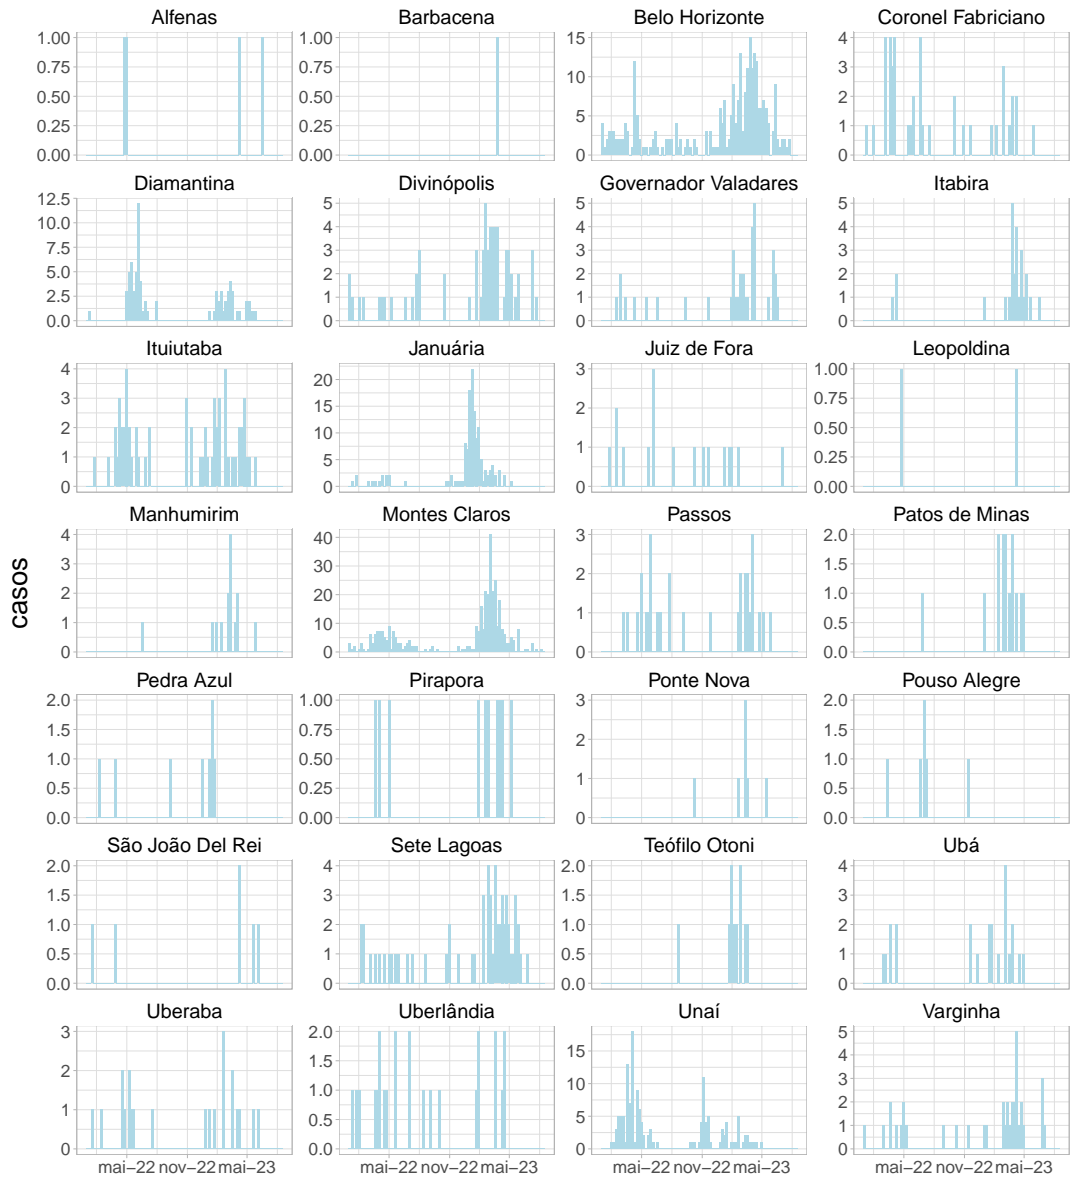 Alfenas Barbacena Belo Horizonte Coronel Fabriciano
1.00 1.00 15 4
0.75 0.75 10 3
0.50 0.50 2
0.25 0.25 5 1
0.00 0.00 0 0
Diamantina Divinópolis Governador Valadares Itabira
12.5 5 5 5
10.0 4 4 4
7.5 3 3 3
5.0 2 2 2
2.5 1 1 1
0.0 0 0 0
Ituiutaba Januária Juiz de Fora Leopoldina
4 20 3 1.00
3 15 2 0.75
2 10 0.50
1 5 1 0.25
0 0 0 0.00
Manhumirim Montes Claros Passos Patos de Minas
4 40 3 2.0
3 30 2 1.5
2 20 1.0
1 10 1 0.5
0 0 0 0.0
casos
Pedra Azul Pirapora Ponte Nova Pouso Alegre
2.0 1.00 3 2.0
1.5 0.75 2 1.5
1.0 0.50 1.0
0.5 0.25 1 0.5
0.0 0.00 0 0.0
São João Del Rei Sete Lagoas Teófilo Otoni Ubá
2.0 4 2.0 4
1.5 3 1.5 3
1.0 2 1.0 2
0.5 1 0.5 1
0.0 0 0.0 0
Uberaba Uberlândia Unaí Varginha
3 2.0 15 5
2 1.5 10 4
1.0 3
1 0.5 5 2
0 0.0 0 1
0
mai−22 nov−22 mai−23 mai−22 nov−22 mai−23 mai−22 nov−22 mai−23 mai−22 nov−22 mai−23